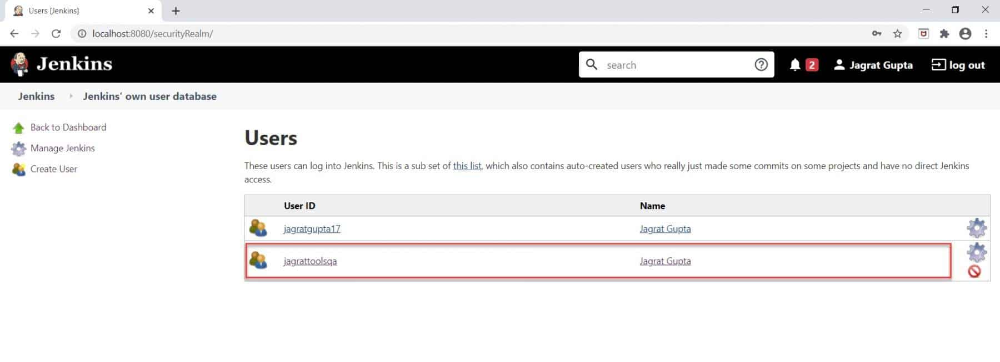 Users [Jenkins]
localhost:8080/securityRealm/
Jenkins
search
2
Jagrat Gupta
log out
Jenkins
Jenkins’ own user database
Back to Dashboard
Manage Jenkins
Create User
Users
These users can log into Jenkins. This is a sub set of this list, which also contains auto-created users who really just made some commits on some projects and have no direct Jenkins
access.
User ID Name
jagratgupta17 Jagrat Gupta
jagrattoolsqa Jagrat Gupta